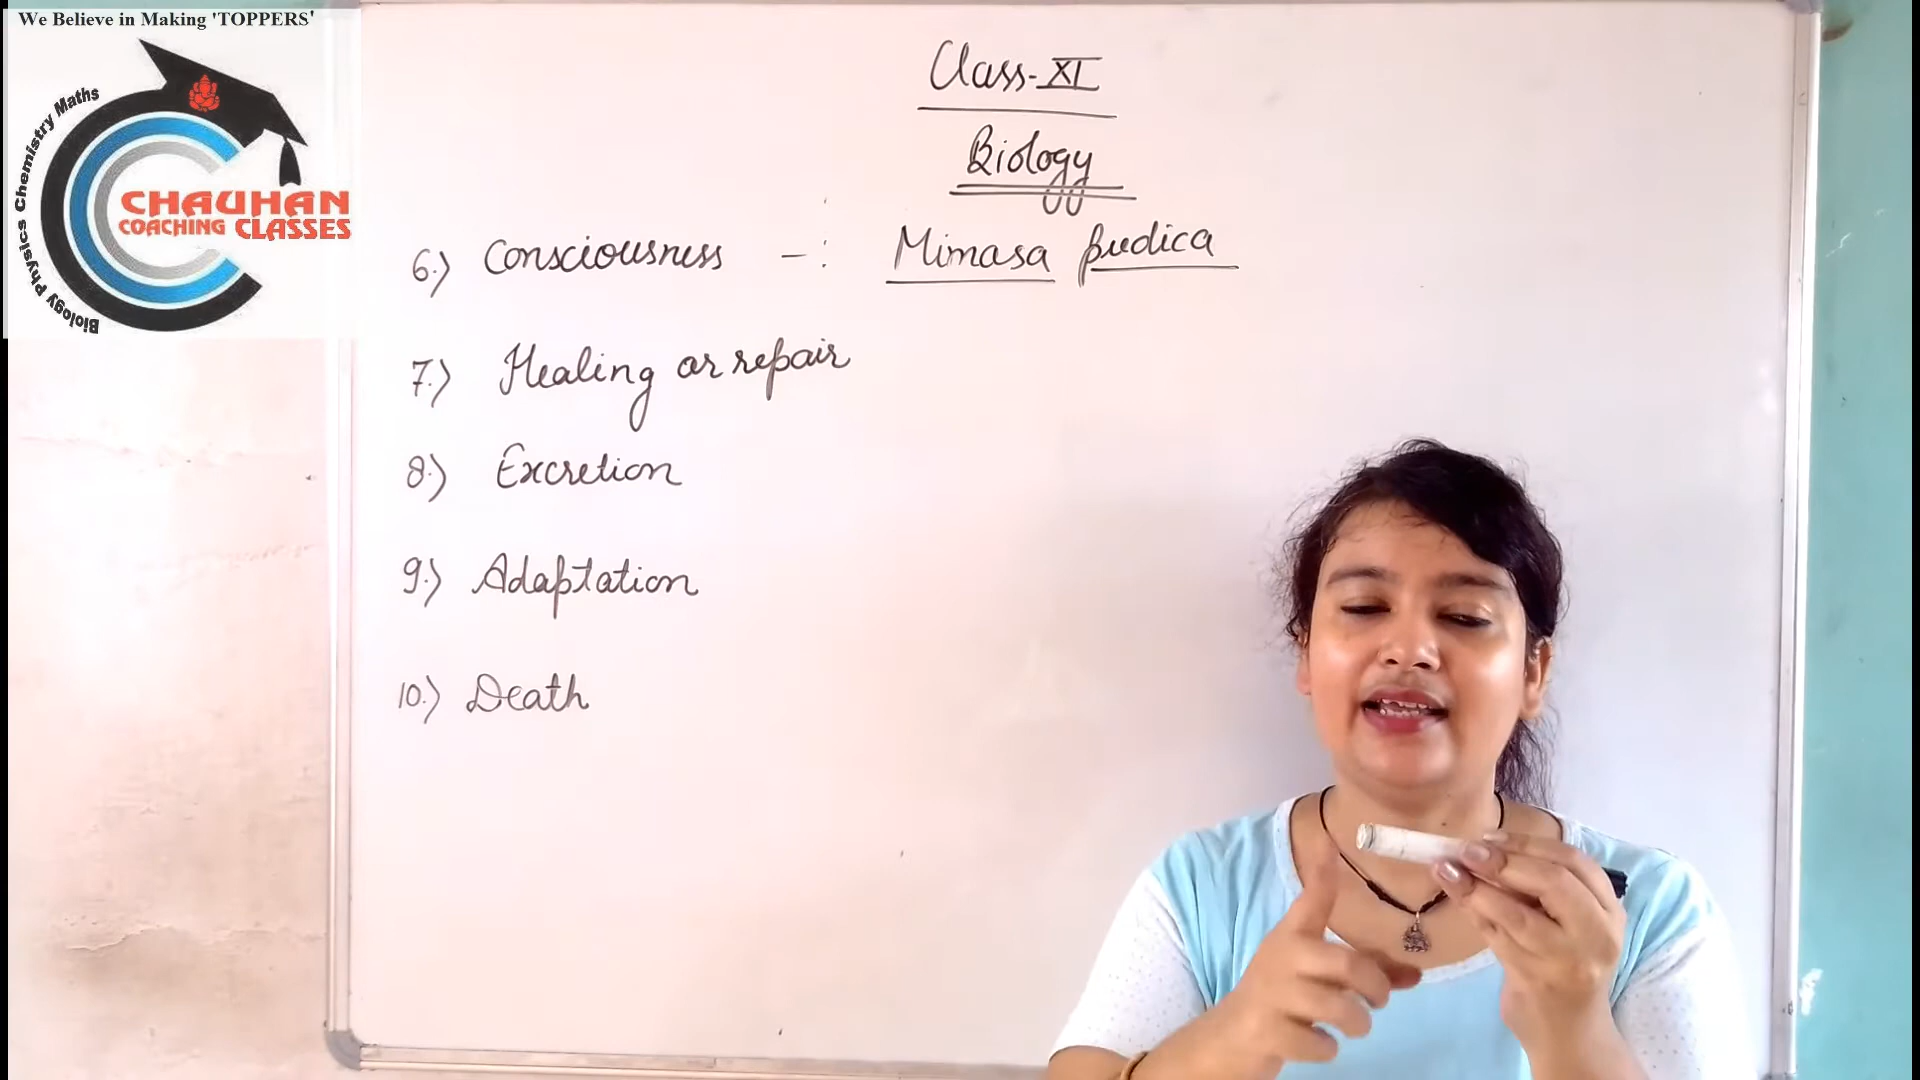 We Believe in Making 'TOPPERS'
Biology Physics Chemistry Maths
CHAUHAN
COACHING CLASSES
Class-XI
Biology
6.) Consciousness -: Mimasa pudica
7.) Healing or repair
8.) Excretion
9.) Adaptation
10.) Death